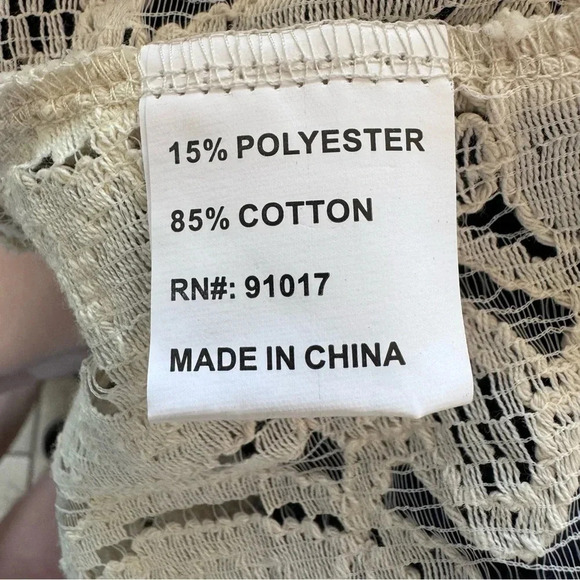 15% POLYESTER
85% COTTON
RN#: 91017
MADE IN CHINA